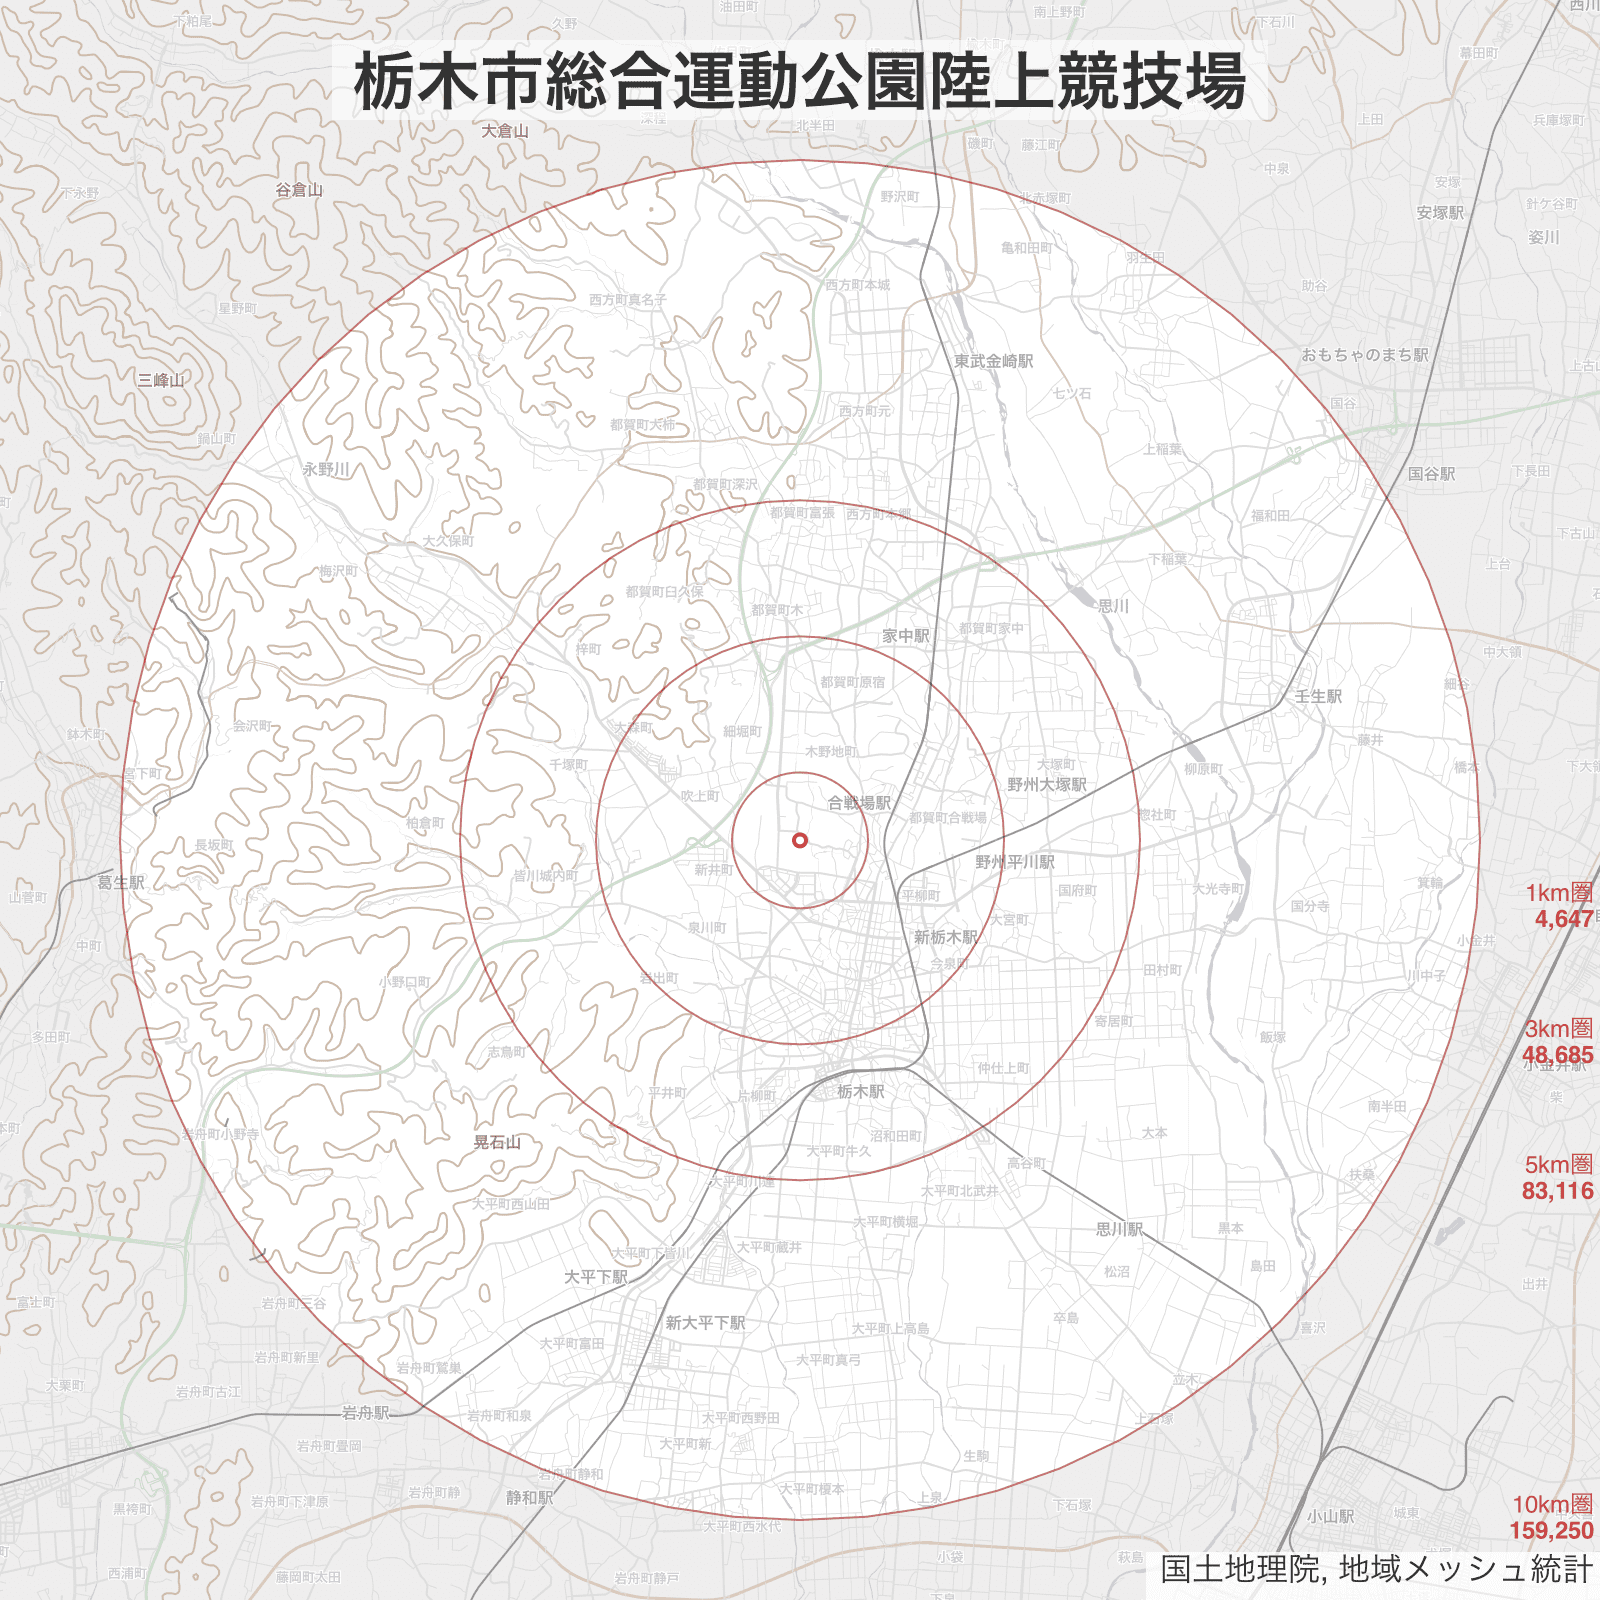 下粕尾
久野
油田町
南上野町
下石川
西川
幕田町
栃木市総合運動公園陸上競技場
大倉山
北半田
磯町
藤江町
上田
兵庫塚町
中泉
谷倉山
下永野
野沢町
北赤塚町
安塚
安塚駅
針ケ谷町
姿川
亀和田町
羽生田
助谷
西方町本城
西方町真名子
星野町
東武金崎駅
おもちゃのまち駅
上古山
三峰山
七ツ石
国谷
西方町元
都賀町大柿
鍋山町
上稲葉
永野川
国谷駅
下長田
都賀町深沢
都賀町富張
西方町本郷
福和田
大久保町
下古山
下稲葉
上台
梅沢町
都賀町臼久保
都賀町木
思川
家中駅
都賀町家中
梓町
中大領
都賀町原宿
細谷
壬生駅
会沢町
大森町
細堀町
鉢木町
藤井
木野地町
千塚町
大塚町
柳原町
橋本
下大領
宮下町
野州大塚駅
吹上町
合戦場駅
都賀町合戦場
惣社町
柏倉町
長坂町
野州平川駅
新井町
皆川城内町
葛生駅
平柳町
国府町
大光寺町
箕輪
山菅町
1km圏
4,647
国分寺
大宮町
泉川町
新栃木駅
中町
小金井
今泉町
田村町
川中子
岩出町
小野口町
寄居町
多田町
飯塚
3km圏
48,685
志鳥町
小金井駅
仲仕上町
平井町
片柳町
栃木駅
柴
南半田
岩舟町小野寺
沼和田町
大本
晃石山
大平町牛久
高谷町
5km圏
83,116
扶桑
大平町川連
大平町北武井
大平町西山田
大平町横堀
思川駅
黒本
大平町蔵井
大平町下皆川
島田
松沼
大平下駅
出井
富士町
岩舟町三谷
卒島
新大平下駅
大平町上高島
喜沢
大平町富田
岩舟町新里
大平町真弓
岩舟町鷲巣
大栗町
岩舟町古江
立木
岩舟駅
岩舟町和泉
大平町西野田
上石塚
岩舟町畳岡
大平町新
生駒
岩舟町静和
大平町榎本
岩舟町静
静和駅
上泉
岩舟町下津原
下石塚
10km圏
159,250
黒袴町
小山駅
城東
大平町西水代
小袋
萩島
西浦町
藤岡町太田
岩舟町静戸
国土地理院, 地域メッシュ統計